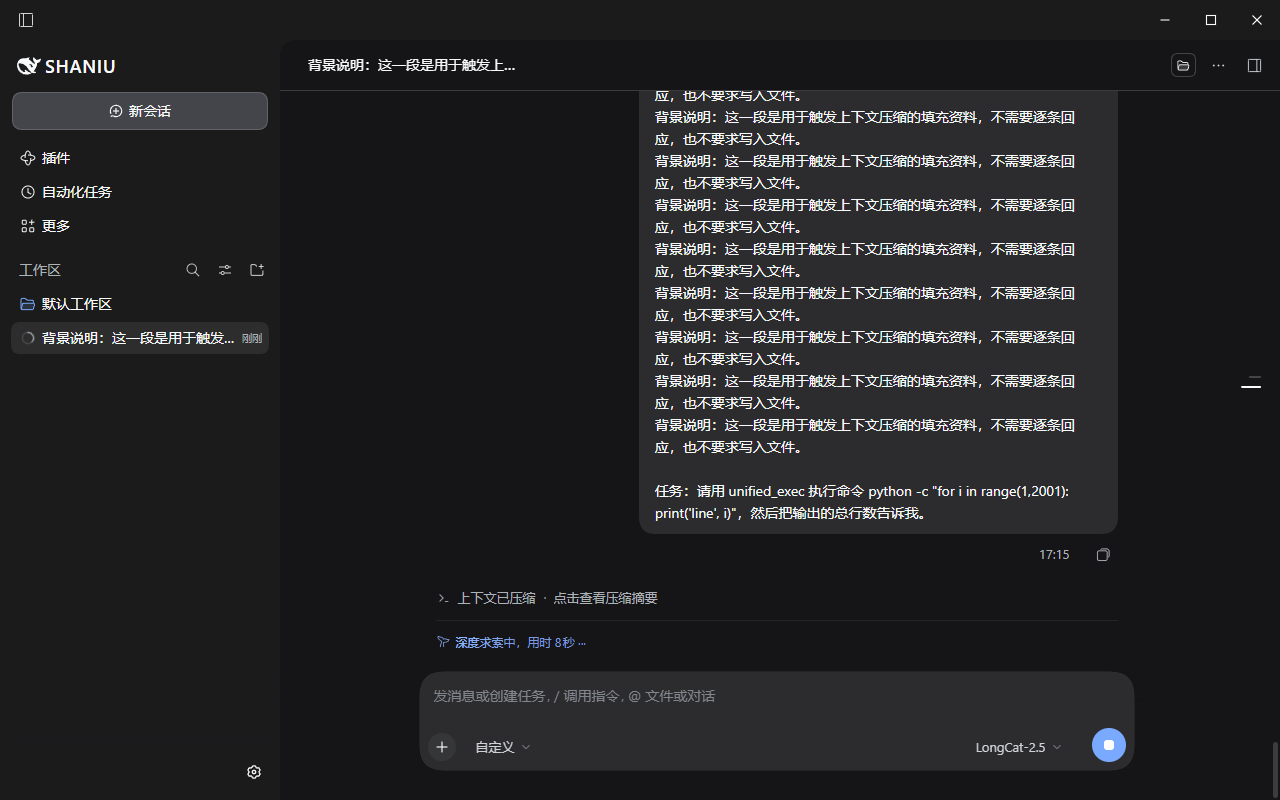 SHANIU
新会话
插件
自动化任务
更多
工作区
默认工作区
背景说明：这一段是用于触发... 刚刚
背景说明：这一段是用于触发上...
应，也不要求写入文件。
背景说明：这一段是用于触发上下文压缩的填充资料，不需要逐条回
应，也不要求写入文件。
背景说明：这一段是用于触发上下文压缩的填充资料，不需要逐条回
应，也不要求写入文件。
背景说明：这一段是用于触发上下文压缩的填充资料，不需要逐条回
应，也不要求写入文件。
背景说明：这一段是用于触发上下文压缩的填充资料，不需要逐条回
应，也不要求写入文件。
背景说明：这一段是用于触发上下文压缩的填充资料，不需要逐条回
应，也不要求写入文件。
背景说明：这一段是用于触发上下文压缩的填充资料，不需要逐条回
应，也不要求写入文件。
背景说明：这一段是用于触发上下文压缩的填充资料，不需要逐条回
应，也不要求写入文件。
背景说明：这一段是用于触发上下文压缩的填充资料，不需要逐条回
应，也不要求写入文件。
任务：请用 unified_exec 执行命令 python -c "for i in range(1,2001):
print('line', i)"，然后把输出的总行数告诉我。
17:15
上下文已压缩 · 点击查看压缩摘要
深度求索中，用时 8秒 ···
发消息或创建任务, / 调用指令, @ 文件或对话
自定义
LongCat-2.5